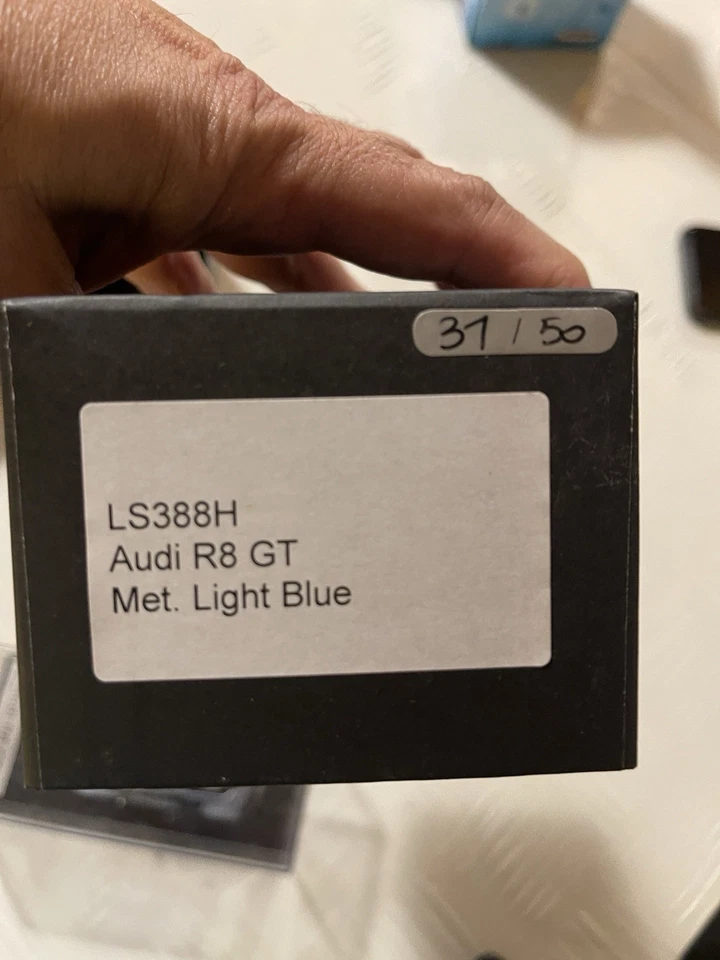 31 / 50
LS388H
Audi R8 GT
Met. Light Blue